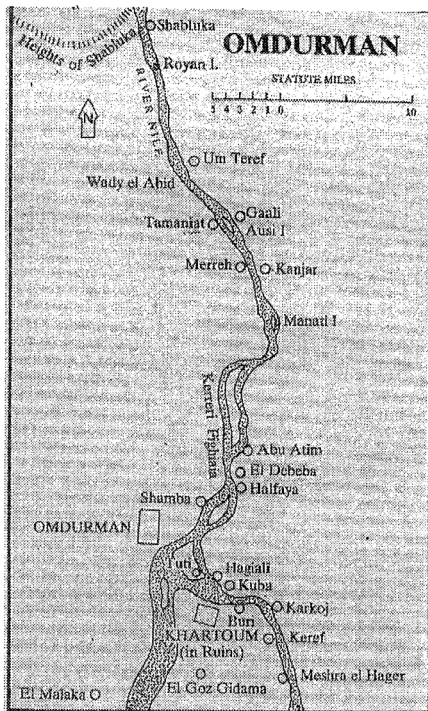 Shabluka
OMDURMAN
Heights of Shabluka
Royan I.
STATUTE MILES
5 4 3 2 1 0 10
RIVER NILE
N
Um Teref
Wady el Abid
Gaali
Tamaniat
Ausi I
Merreh
Kanjar
Manati I
Kerreri Pighiana
Abu Atim
El Debeba
Halfaya
Shamba
OMDURMAN
Tuti
Hagiali
Kuba
Buri
Karkoj
KHARTOUM
(in Ruins)
Keref
El Goz Gidama
Meshra el Hager
El Malaka